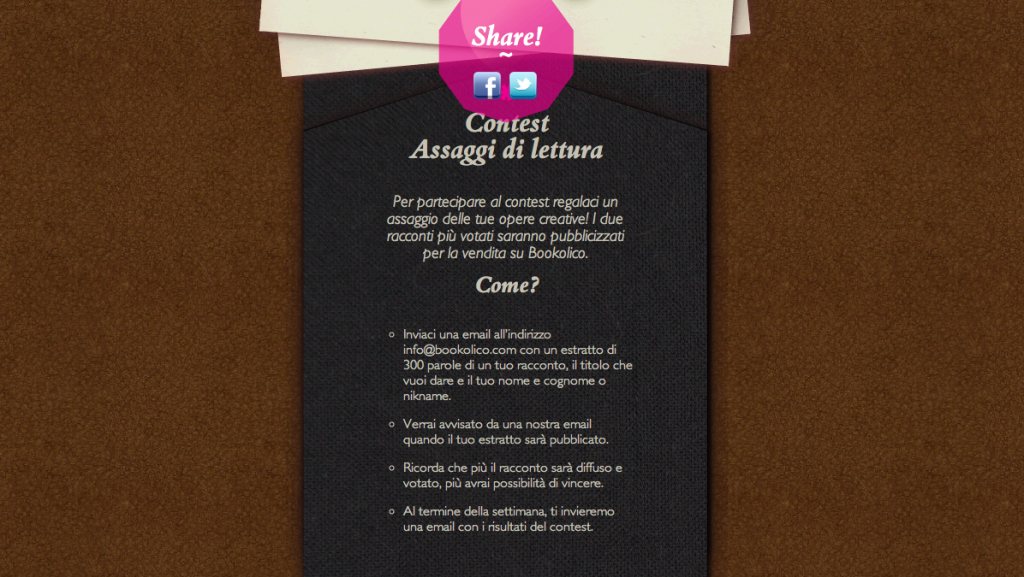 Share!
~
Contest
Assaggi di lettura
Per partecipare al contest regalaci un
assaggio delle tue opere creative! I due
racconti più votati saranno pubblicizzati
per la vendita su Bookolico.
Come?
Inviaci una email all'indirizzo
info@bookolico.com con un estratto di
300 parole di un tuo racconto, il titolo che
vuoi dare e il tuo nome e cognome o
nikname.
Verrai avvisato da una nostra email
quando il tuo estratto sarà pubblicato.
Ricorda che più il racconto sarà diffuso e
votato, più avrai possibilità di vincere.
Al termine della settimana, ti invieremo
una email con i risultati del contest.